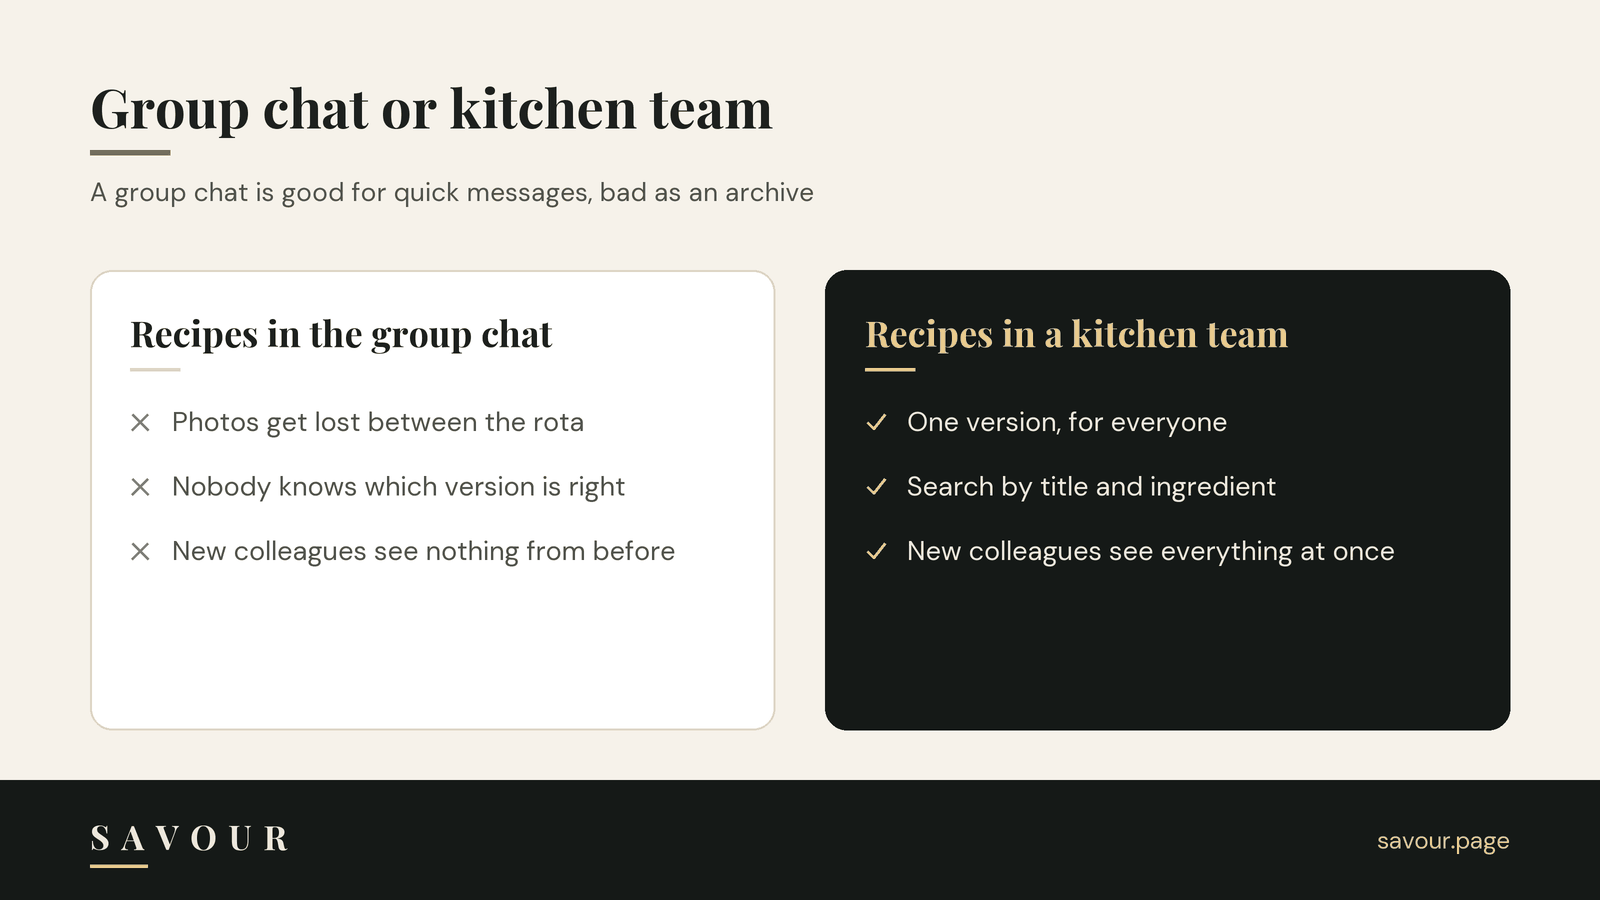 Group chat or kitchen team
A group chat is good for quick messages, bad as an archive
Recipes in the group chat
Photos get lost between the rota
Nobody knows which version is right
New colleagues see nothing from before
Recipes in a kitchen team
One version, for everyone
Search by title and ingredient
New colleagues see everything at once
SAVOUR
savour.page